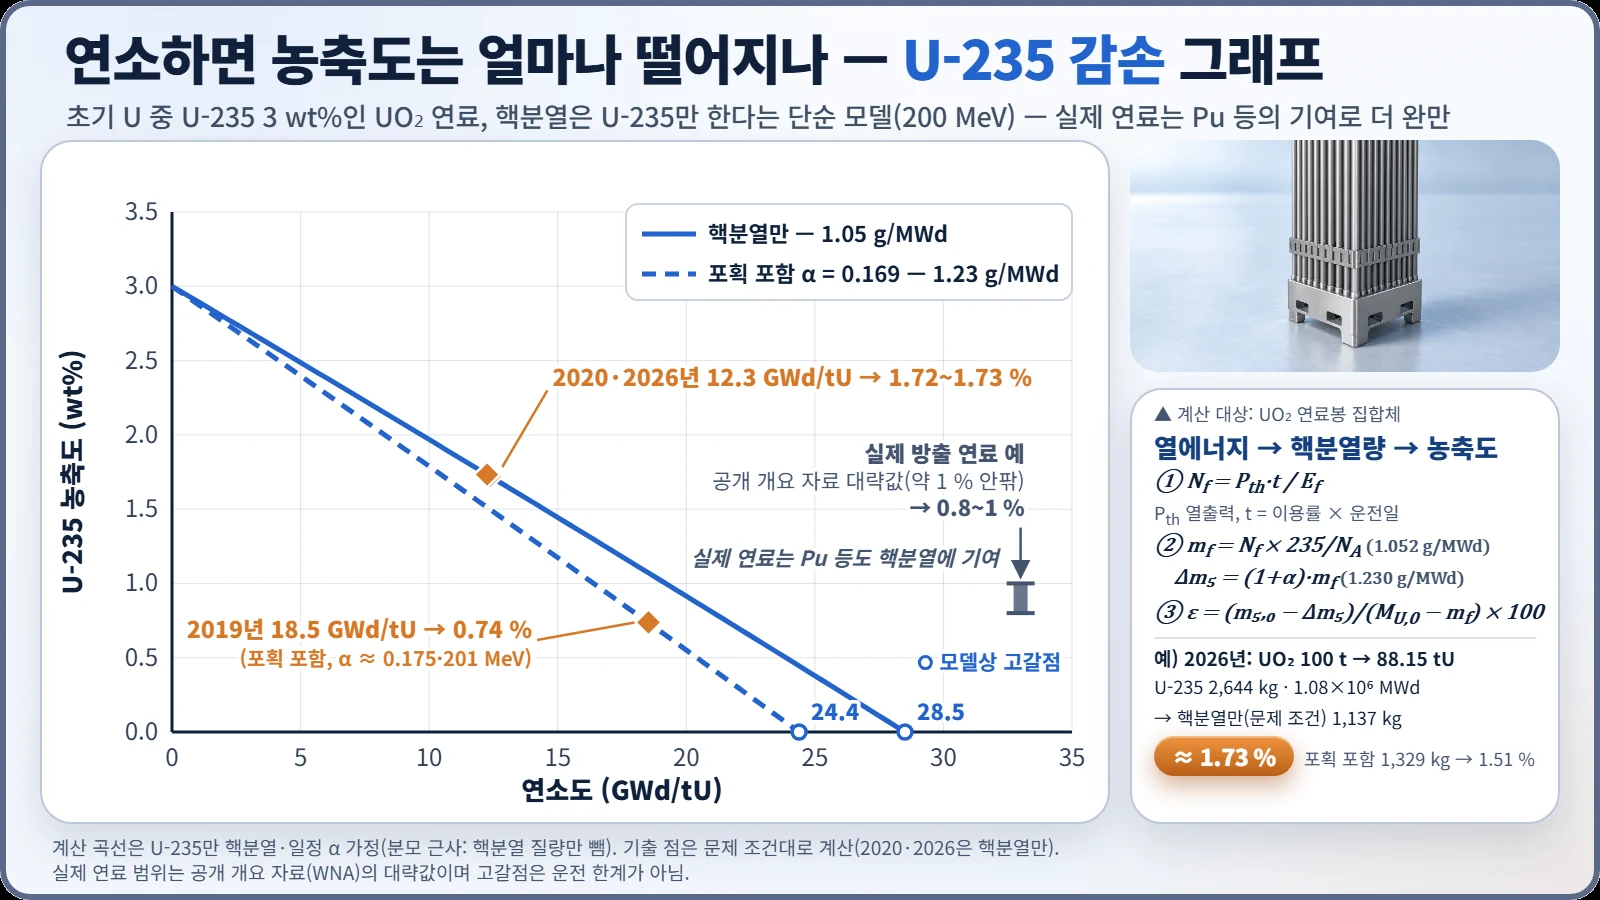 연소하면 농축도는 얼마나 떨어지나 — U-235 감손 그래프
초기 U 중 U-235 3 wt%인 UO₂ 연료, 핵분열은 U-235만 한다는 단순 모델(200 MeV) — 실제 연료는 Pu 등의 기여로 더 완만
U-235 농축도 (wt%)
3.5
3.0
2.5
2.0
1.5
1.0
0.5
0.0
핵분열만 — 1.05 g/MWd
포획 포함 α = 0.169 — 1.23 g/MWd
2020·2026년 12.3 GWd/tU → 1.72~1.73 %
실제 방출 연료 예
공개 개요 자료 대략값(약 1 % 안팎)
→ 0.8~1 %
실제 연료는 Pu 등도 핵분열에 기여
2019년 18.5 GWd/tU → 0.74 %
(포획 포함, α ≈ 0.175·201 MeV)
모델상 고갈점
24.4
28.5
0 5 10 15 20 25 30 35
연소도 (GWd/tU)
▲ 계산 대상: UO₂ 연료봉 집합체
열에너지 → 핵분열량 → 농축도
① N_f = P_th·t / E_f
P_th 열출력, t = 이용률 × 운전일
② m_f = N_f × 235/N_A (1.052 g/MWd)
Δm₅ = (1+α)·m_f (1.230 g/MWd)
③ ε = (m₅,₀ − Δm₅)/(M_U,0 − m_f) × 100
예) 2026년: UO₂ 100 t → 88.15 tU
U-235 2,644 kg · 1.08×10⁶ MWd
→ 핵분열만(문제 조건) 1,137 kg
≈ 1.73 %
포획 포함 1,329 kg → 1.51 %
계산 곡선은 U-235만 핵분열·일정 α 가정(분모 근사: 핵분열 질량만 뺌). 기출 점은 문제 조건대로 계산(2020·2026은 핵분열만).
실제 연료 범위는 공개 개요 자료(WNA)의 대략값이며 고갈점은 운전 한계가 아님.